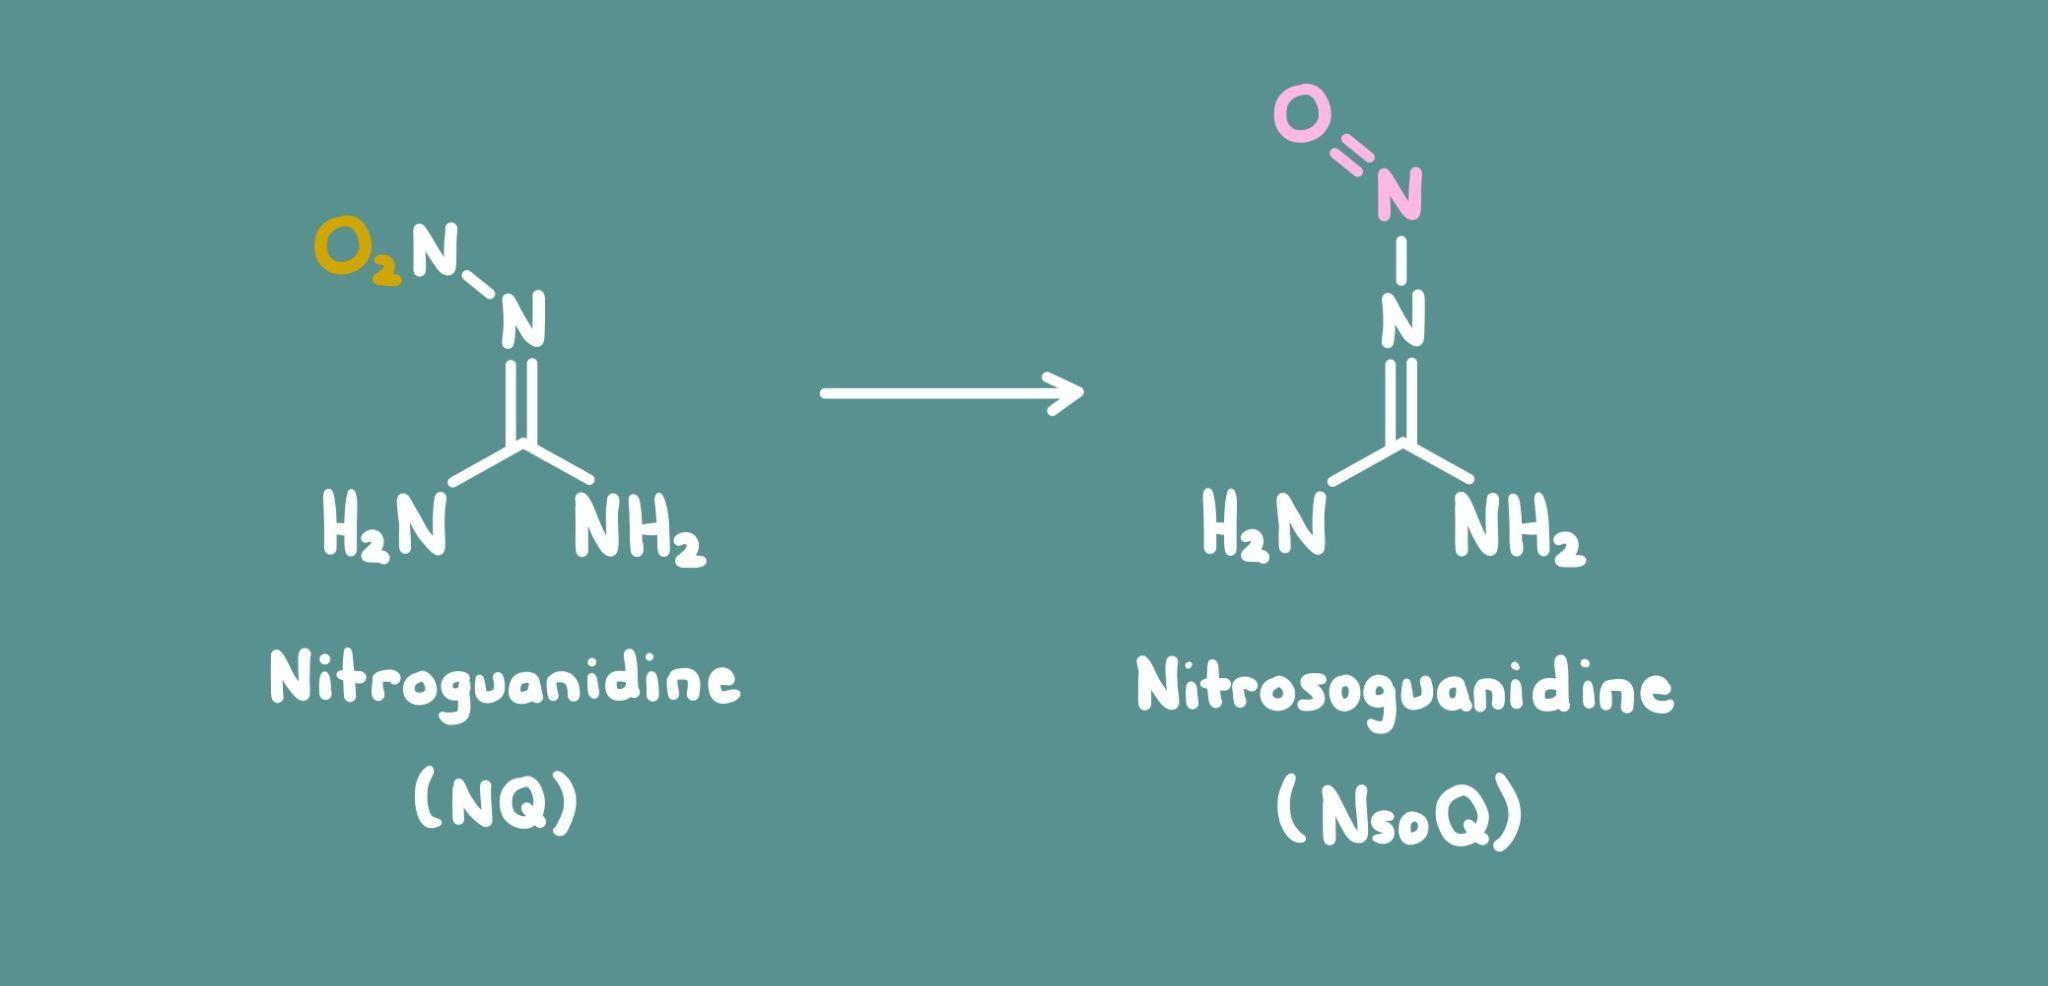 O
N
O₂N
N
N
H₂N NH₂
H₂N NH₂
Nitroguanidine
Nitrosoguanidine
(NQ)
(NsoQ)